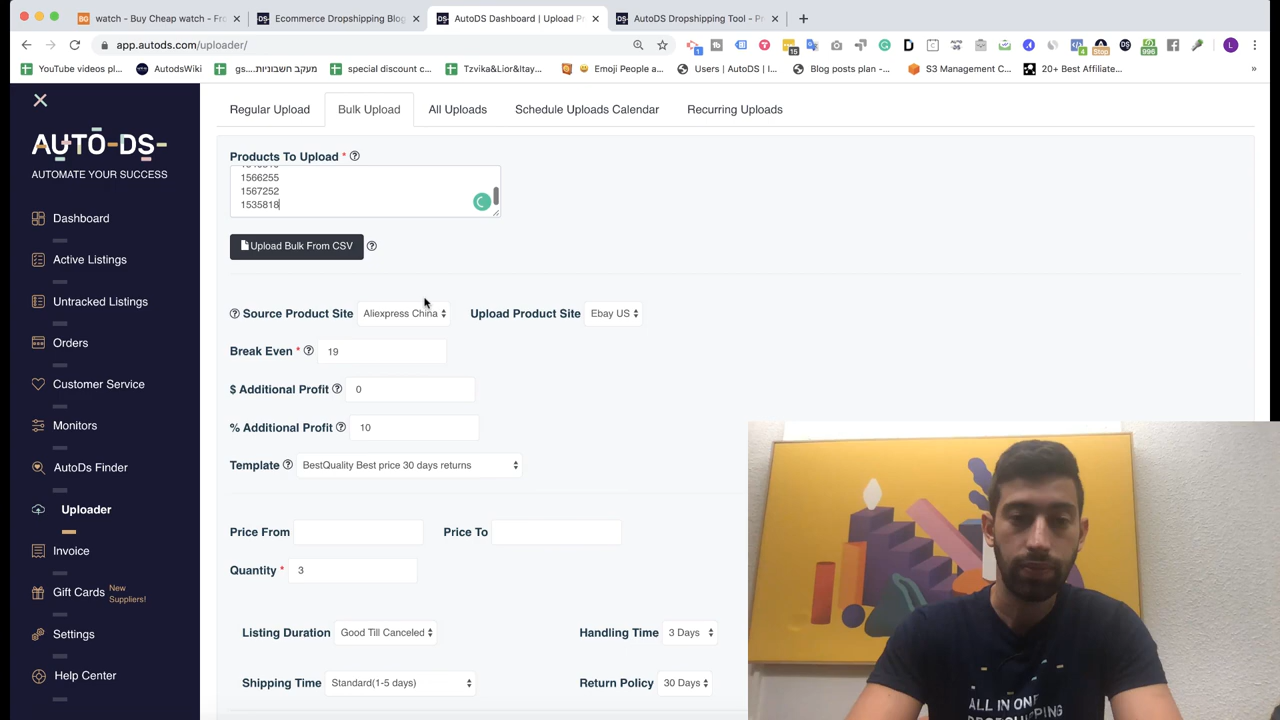 watch - Buy Cheap watch - Fro
Ecommerce Dropshipping Blog
AutoDS Dashboard | Upload Pr
AutoDS Dropshipping Tool - Pr
app.autods.com/uploader/
YouTube videos pl...
AutodsWiki
gs....מעקב חשבוניות
special discount c...
Tzvika&Lior&Itay...
Emoji People a...
Users | AutoDS | I...
Blog posts plan -...
S3 Management C...
20+ Best Affiliate...
AUTO-DS-
AUTOMATE YOUR SUCCESS
Dashboard
Active Listings
Untracked Listings
Orders
Customer Service
Monitors
AutoDs Finder
Uploader
Invoice
Gift Cards New Suppliers!
Settings
Help Center
Regular Upload Bulk Upload All Uploads Schedule Uploads Calendar Recurring Uploads
Products To Upload *
1566255
1567252
1535818
Upload Bulk From CSV
Source Product Site Aliexpress China Upload Product Site Ebay US
Break Even * 19
$ Additional Profit 0
% Additional Profit 10
Template BestQuality Best price 30 days returns
Price From Price To
Quantity * 3
Listing Duration Good Till Canceled Handling Time 3 Days
Shipping Time Standard(1-5 days) Return Policy 30 Days
ALL IN ONE